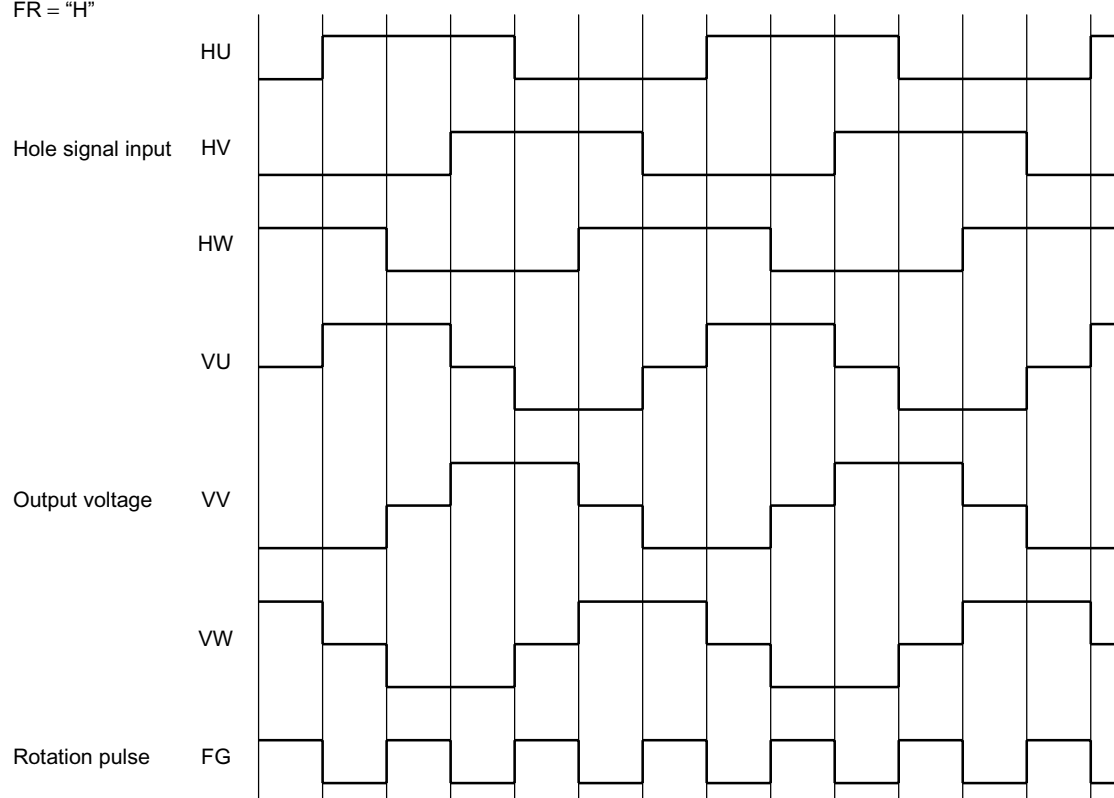 FR = “H”
HU
Hole signal input HV
HW
VU
Output voltage VV
VW
Rotation pulse FG